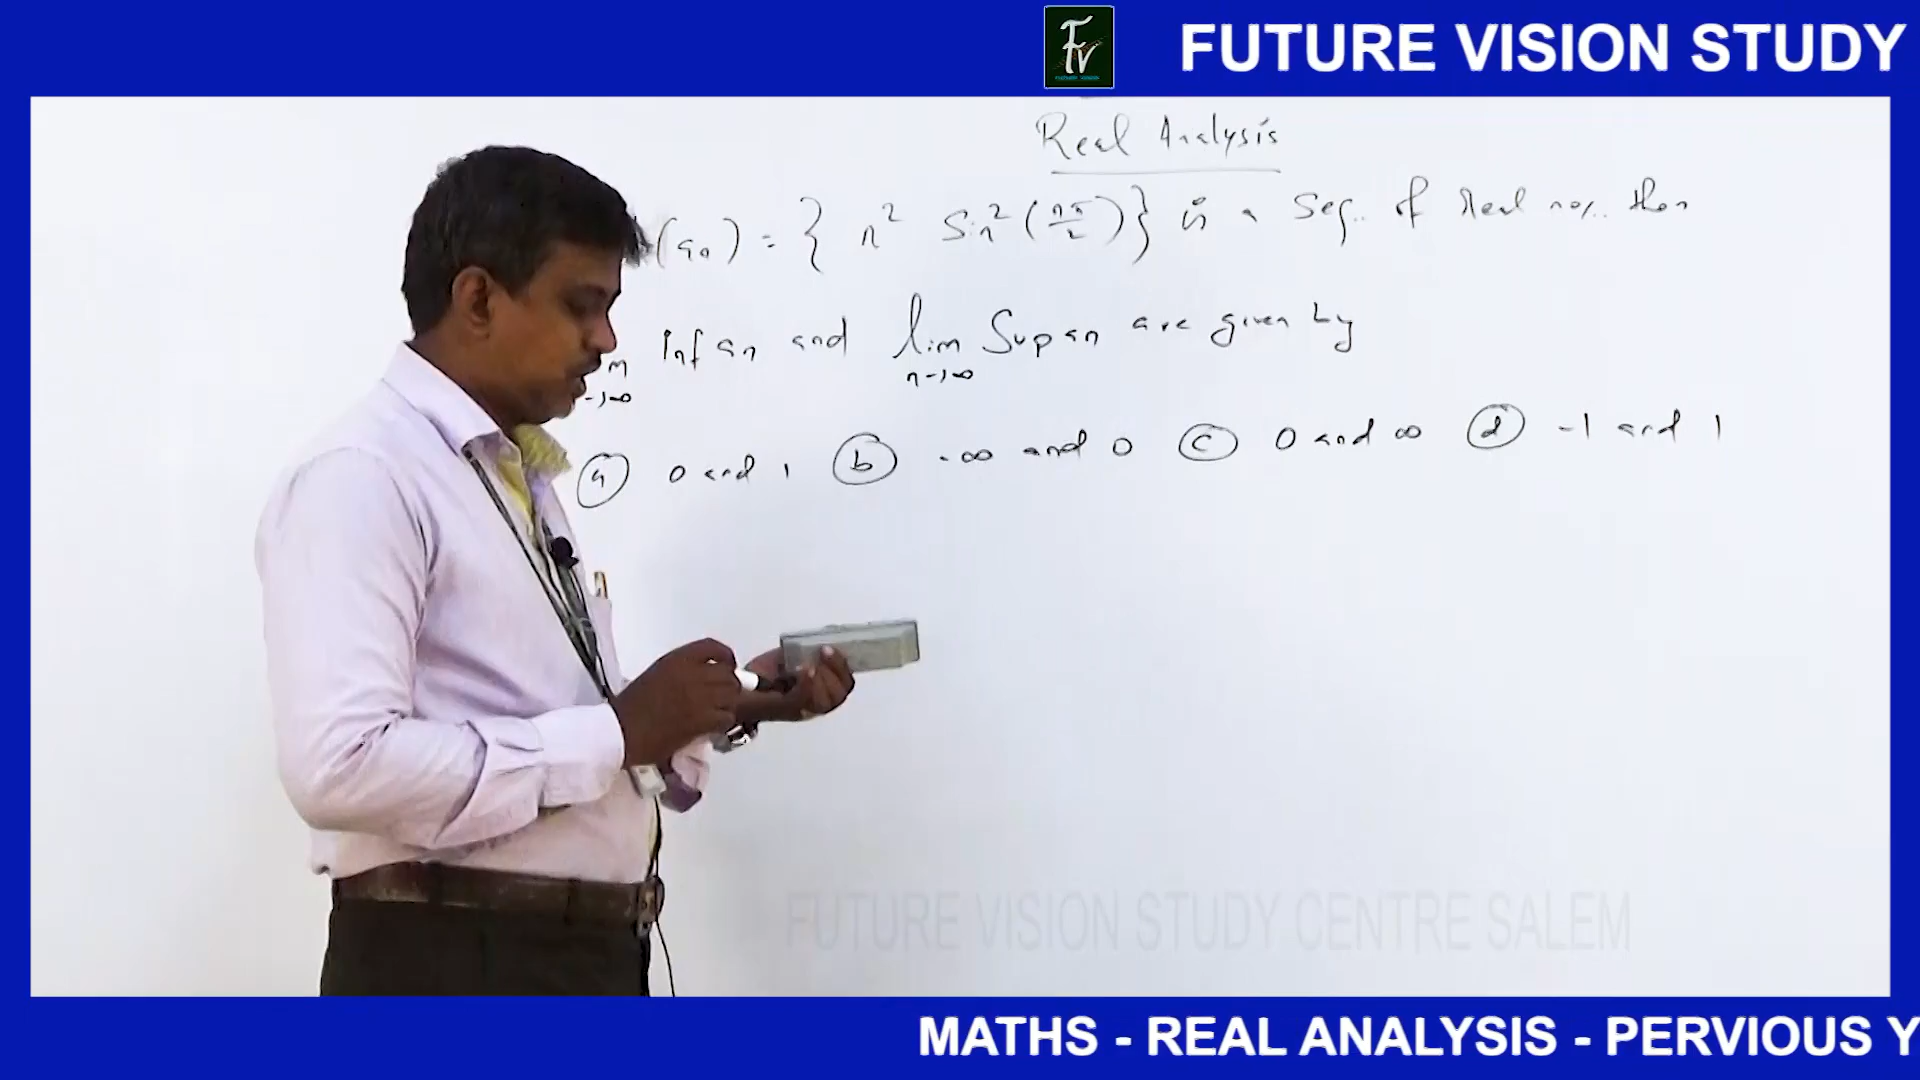 FUTURE VISION STUDY
Real Analysis
(an) = { n² Sin² (nπ/2) } is a Seq. of Real no/. then
m inf an and lim Sup an are given by
n→∞
(a) 0 and 1 (b) -∞ and 0 (c) 0 and ∞ (d) -1 and 1
FUTURE VISION STUDY CENTRE SALEM
MATHS - REAL ANALYSIS - PERVIOUS Y